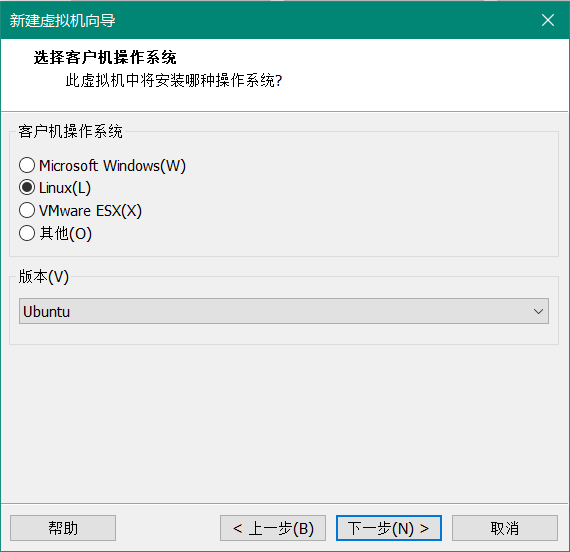 新建虚拟机向导
选择客户机操作系统
此虚拟机中将安装哪种操作系统?
客户机操作系统
Microsoft Windows(W)
Linux(L)
VMware ESX(X)
其他(O)
版本(V)
Ubuntu
帮助
< 上一步(B)
下一步(N) >
取消